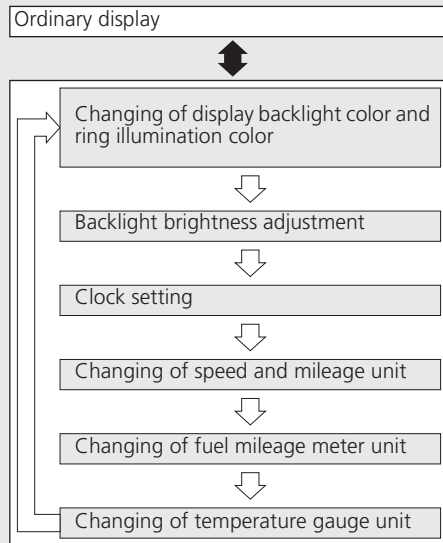 Ordinary display
Changing of display backlight color and
ring illumination color
Backlight brightness adjustment
Clock setting
Changing of speed and mileage unit
Changing of fuel mileage meter unit
Changing of temperature gauge unit